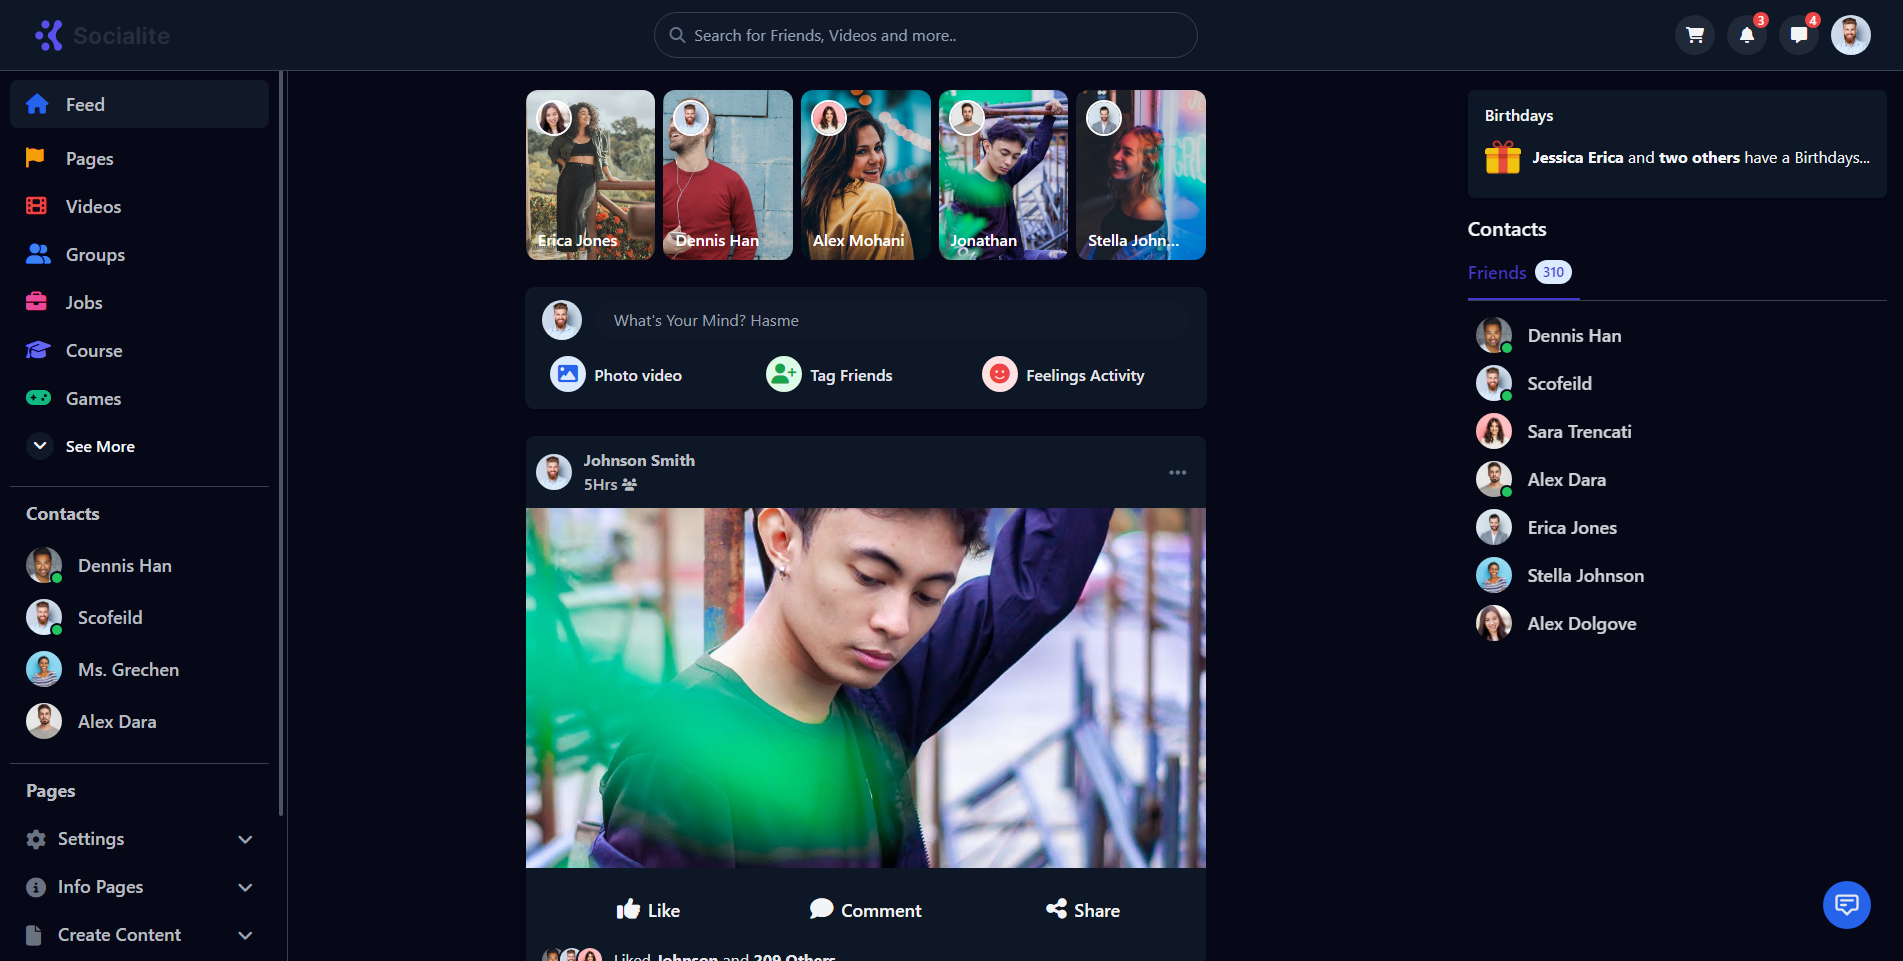 Socialite
Search for Friends, Videos and more..
3
4
Feed
Pages
Videos
Groups
Jobs
Course
Games
See More
Contacts
Dennis Han
Scofeild
Ms. Grechen
Alex Dara
Pages
Settings
Info Pages
Create Content
Erica Jones
Dennis Han
Alex Mohani
Jonathan
Stella John...
What's Your Mind? Hasme
Photo video
Tag Friends
Feelings Activity
Johnson Smith
5Hrs
Like
Comment
Share
Liked Johnson and 209 Others
Birthdays
Jessica Erica and two others have a Birthdays...
Contacts
Friends 310
Dennis Han
Scofeild
Sara Trencati
Alex Dara
Erica Jones
Stella Johnson
Alex Dolgove